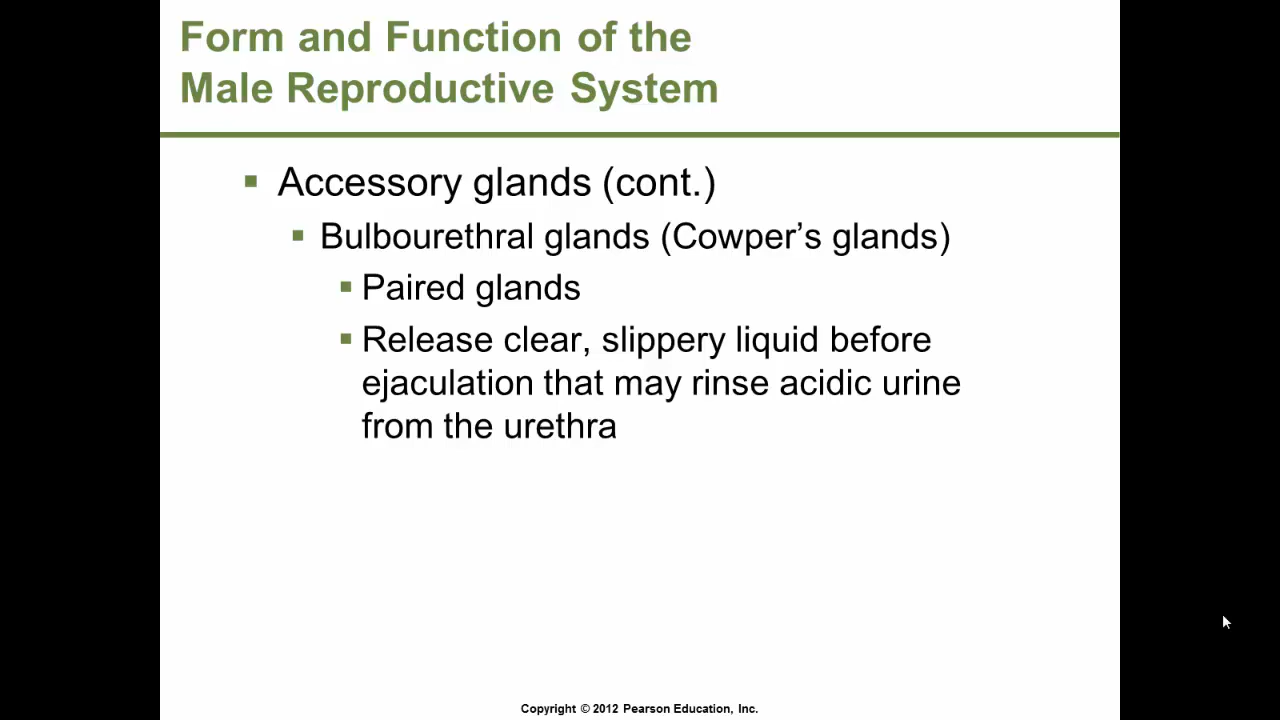 Form and Function of the
Male Reproductive System
Accessory glands (cont.)
Bulbourethral glands (Cowper’s glands)
Paired glands
Release clear, slippery liquid before
ejaculation that may rinse acidic urine
from the urethra
Copyright © 2012 Pearson Education, Inc.